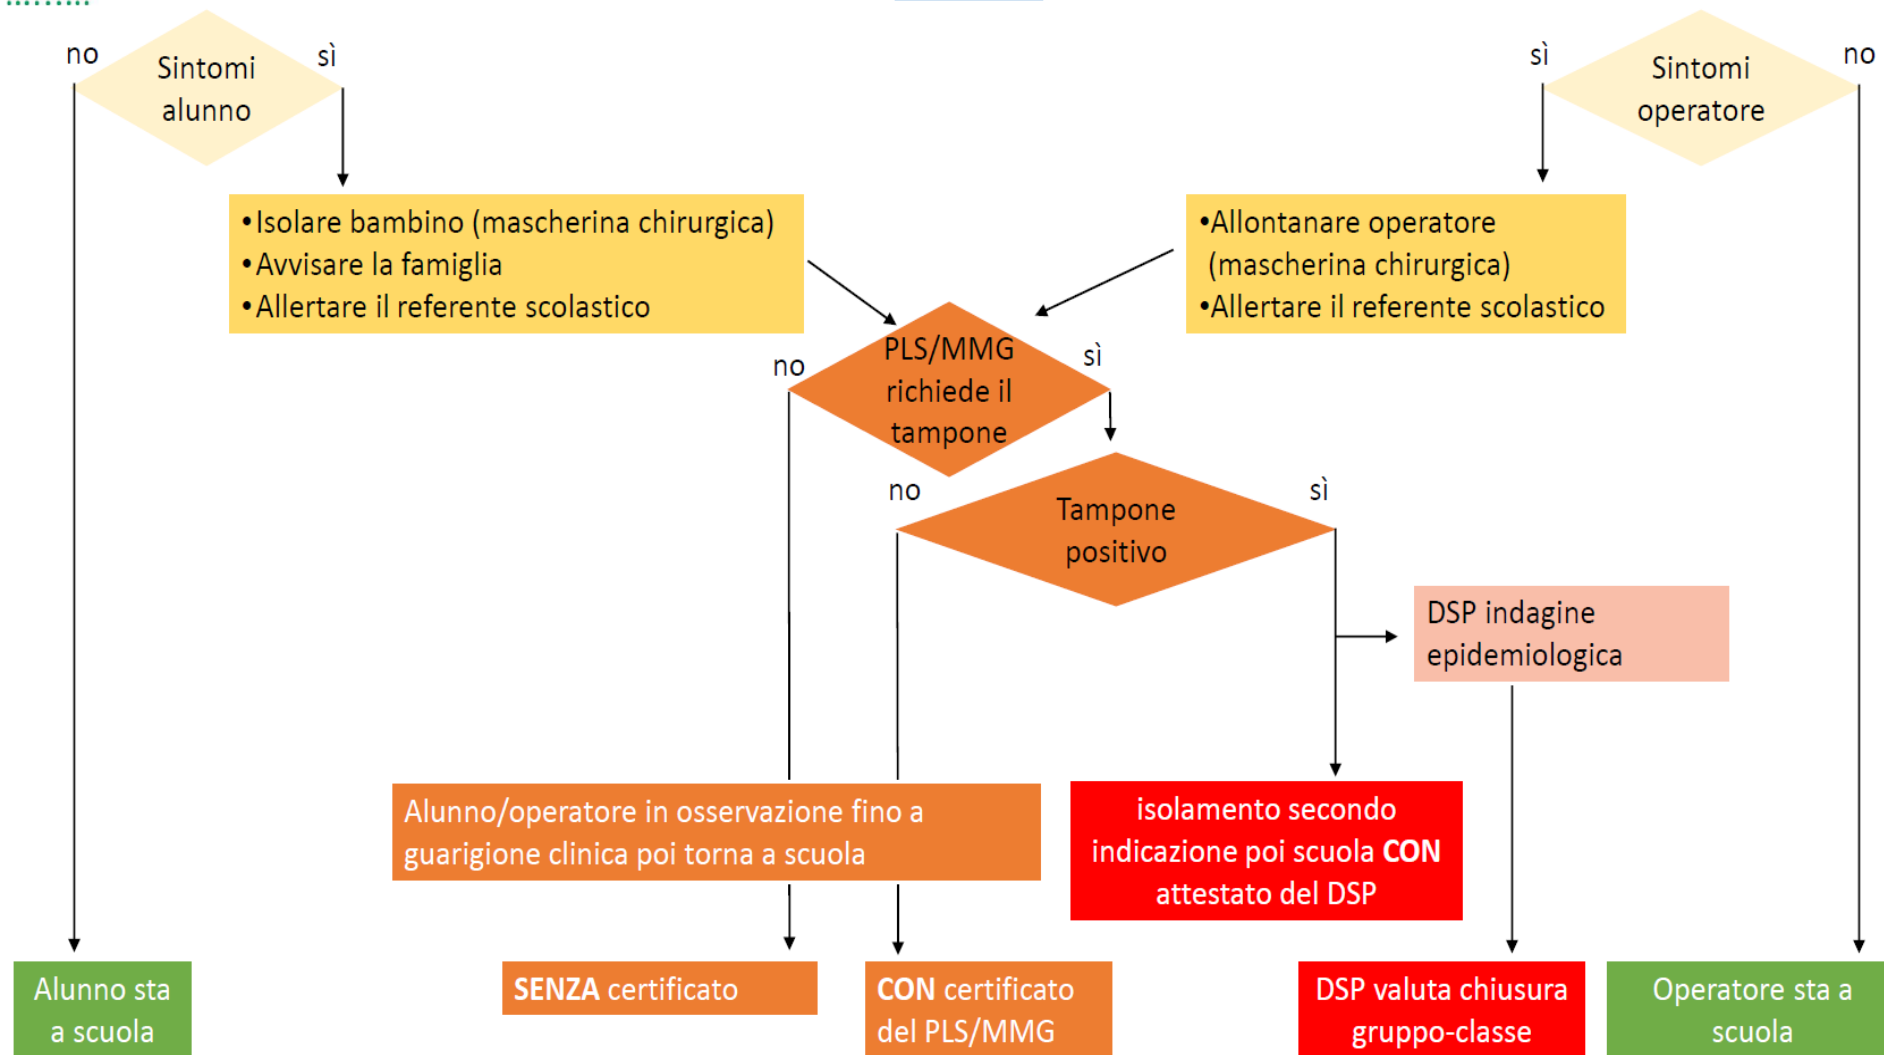 no
Sintomi
alunno
sì
sì
Sintomi
operatore
no
•Isolare bambino (mascherina chirurgica)
•Avvisare la famiglia
•Allertare il referente scolastico
•Allontanare operatore
(mascherina chirurgica)
•Allertare il referente scolastico
no
PLS/MMG
richiede il
tampone
sì
no
Tampone
positivo
sì
DSP indagine
epidemiologica
Alunno/operatore in osservazione fino a
guarigione clinica poi torna a scuola
isolamento secondo
indicazione poi scuola CON
attestato del DSP
Alunno sta
a scuola
SENZA certificato
CON certificato
del PLS/MMG
DSP valuta chiusura
gruppo-classe
Operatore sta a
scuola